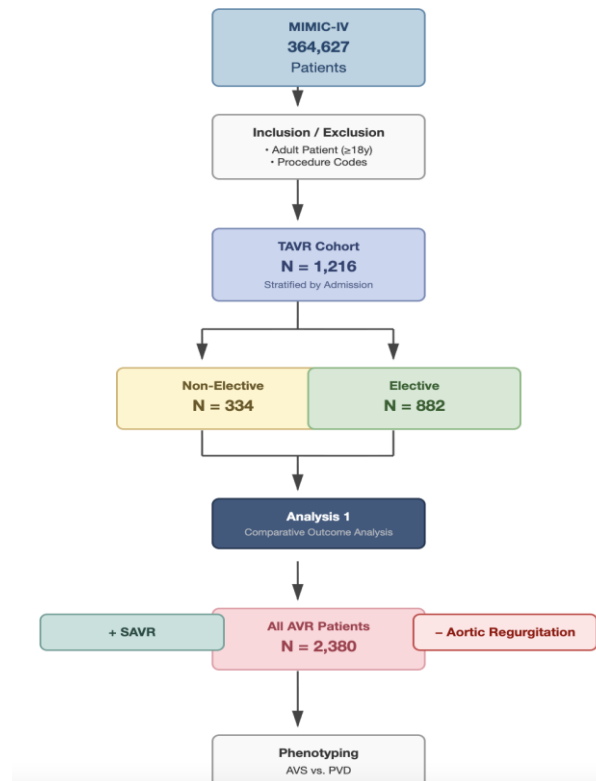 MIMIC-IV
364,627
Patients
Inclusion / Exclusion
• Adult Patient (≥18y)
• Procedure Codes
TAVR Cohort
N = 1,216
Stratified by Admission
Non-Elective
N = 334
Elective
N = 882
Analysis 1
Comparative Outcome Analysis
+ SAVR
All AVR Patients
N = 2,380
− Aortic Regurgitation
Phenotyping
AVS vs. PVD